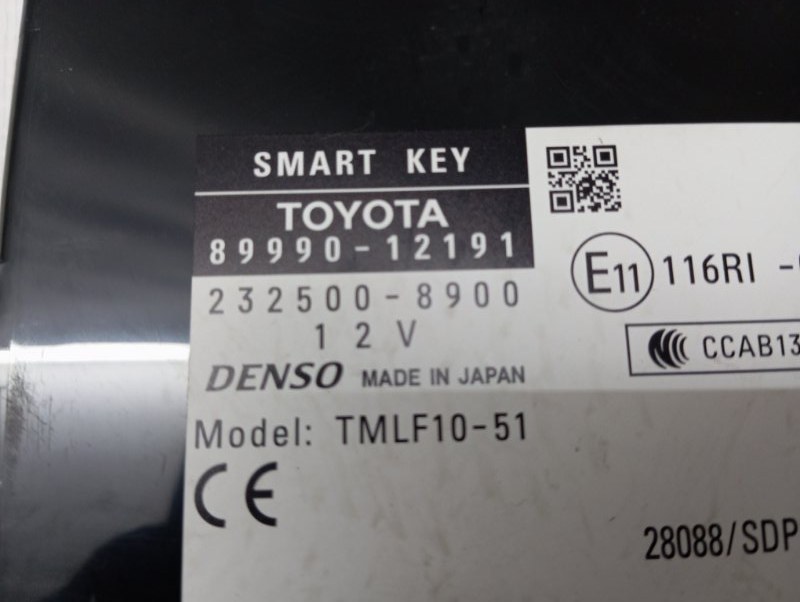 SMART KEY
TOYOTA
89990-12191
232500-8900
12V
DENSO MADE IN JAPAN
Model: TMLF10-51
CE
E11 116RI -
CCAB13
28088/SDP